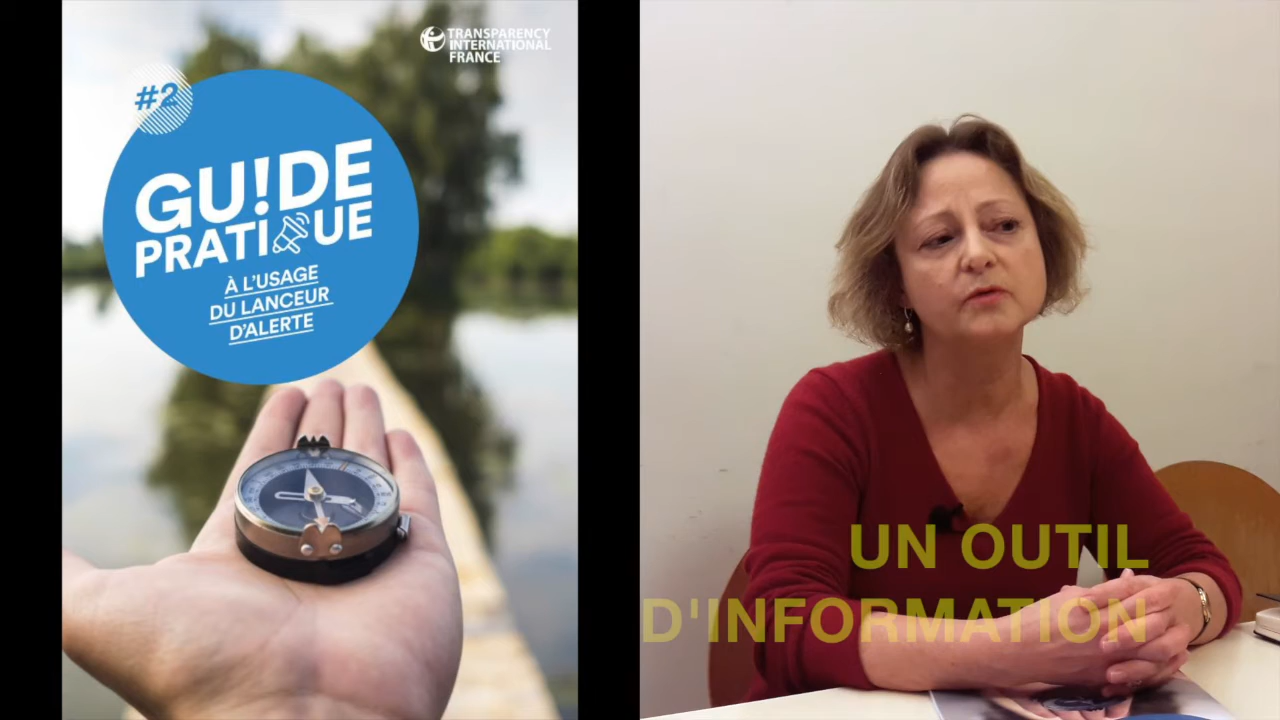 TRANSPARENCY
INTERNATIONAL
FRANCE
#2
GU!DE
PRATIQUE
À L'USAGE
DU LANCEUR
D'ALERTE
UN OUTIL
D'INFORMATION